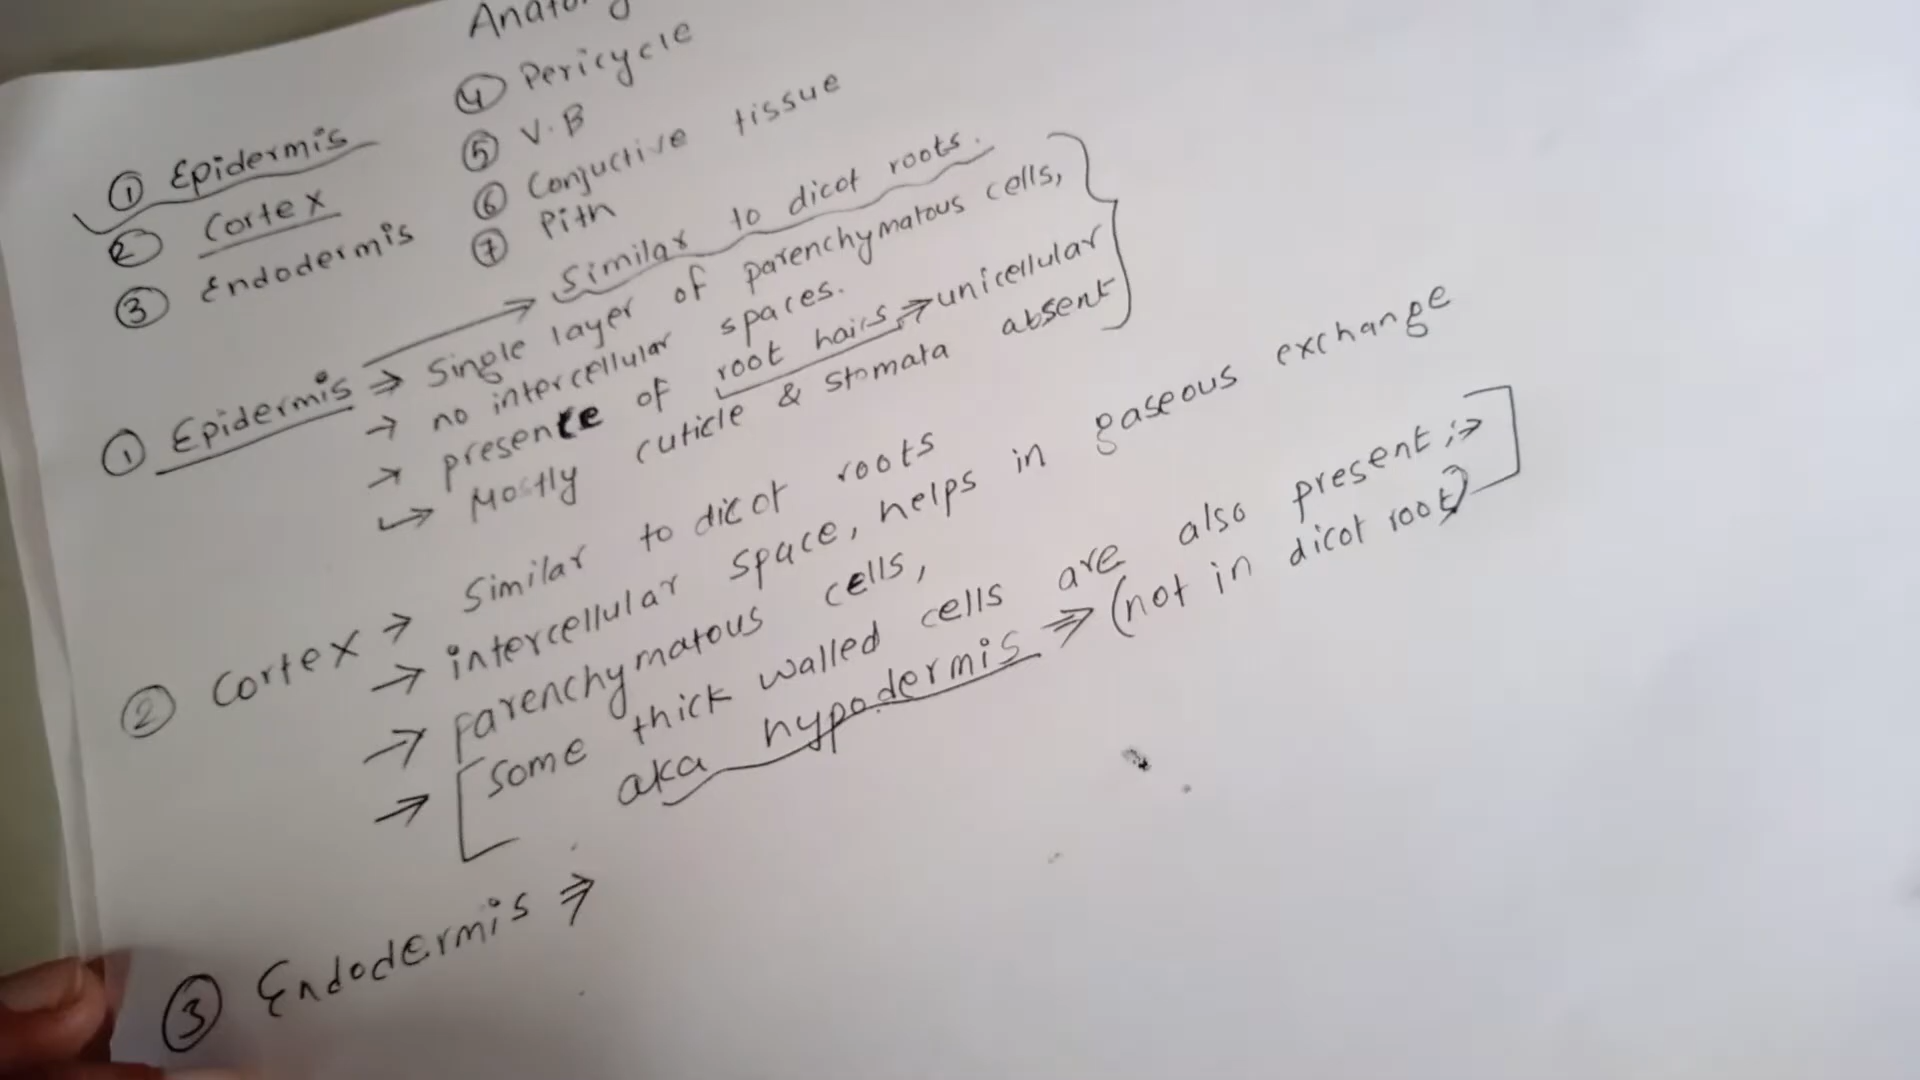 ① Epidermis
② Cortex
③ Endodermis
④ Pericycle
⑤ V.B
⑥ Conjuctive tissue
⑦ Pith
① Epidermis → Similar to dicot roots.
→ Single layer of parenchymatous cells,
→ no intercellular spaces.
→ presence of root hairs → unicellular
→ Mostly cuticle & stomata absent
② Cortex → Similar to dicot roots
→ intercellular space, helps in gaseous exchange
→ parenchymatous cells,
→ [some thick walled cells are also present ; →
aka hypodermis ⇒ (not in dicot root)]
③ Endodermis ⇒